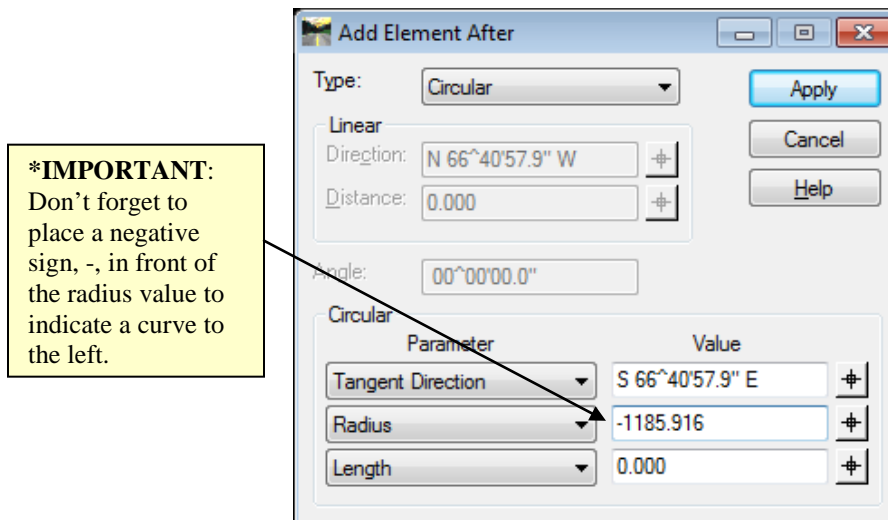 Add Element After
Type: Circular
Apply
Linear
Cancel
Direction: N 66^40'57.9" W
Distance: 0.000
Help
*IMPORTANT:
Don't forget to
place a negative
sign, -, in front of
the radius value to
indicate a curve to
the left.
Angle: 00^00'00.0"
Circular
Parameter Value
Tangent Direction S 66^40'57.9" E
Radius -1185.916
Length 0.000